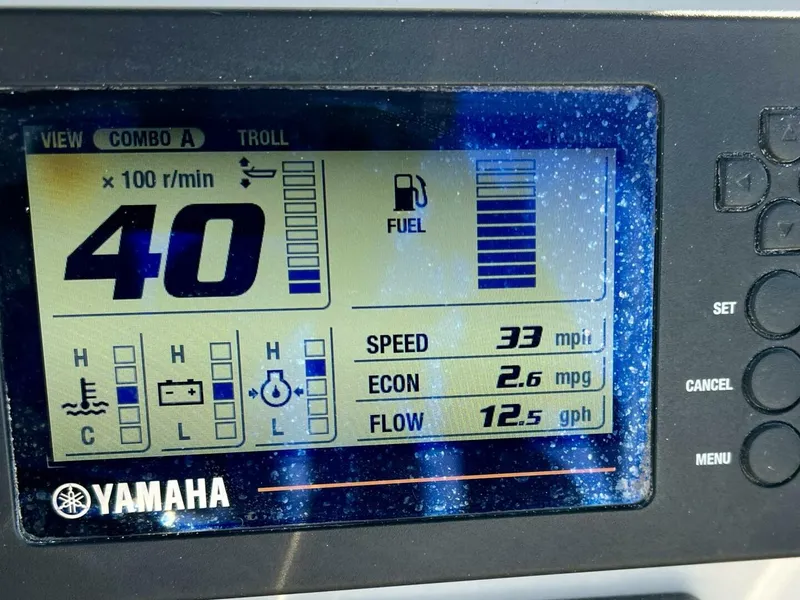 VIEW COMBO A TROLL
× 100 r/min
40
FUEL
H H H
C L L
SPEED 33 mph
ECON 2.6 mpg
FLOW 12.5 gph
YAMAHA
SET
CANCEL
MENU